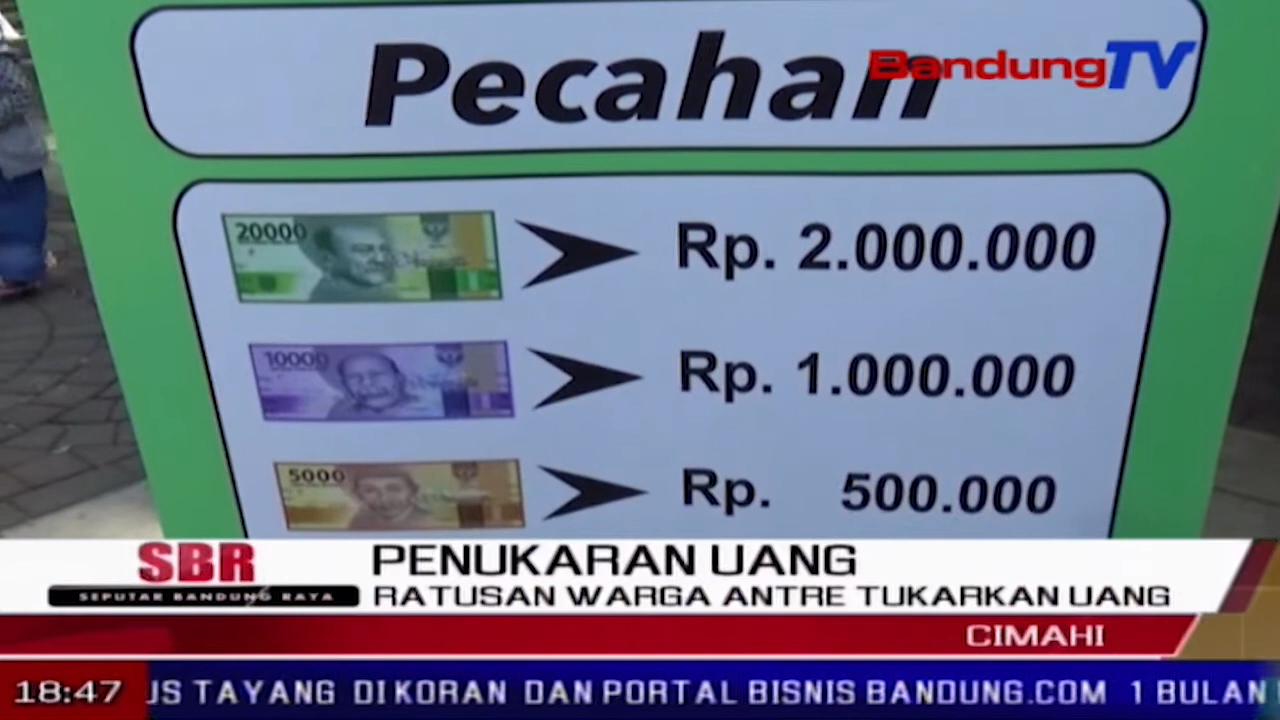 Pecahan
BandungTV
20000
Rp. 2.000.000
10000
Rp. 1.000.000
5000
Rp. 500.000
SBR
SEPUTAR BANDUNG RAYA
PENUKARAN UANG
RATUSAN WARGA ANTRE TUKARKAN UANG
CIMAHI
18:47
US TAYANG DI KORAN DAN PORTAL BISNIS BANDUNG.COM 1 BULAN